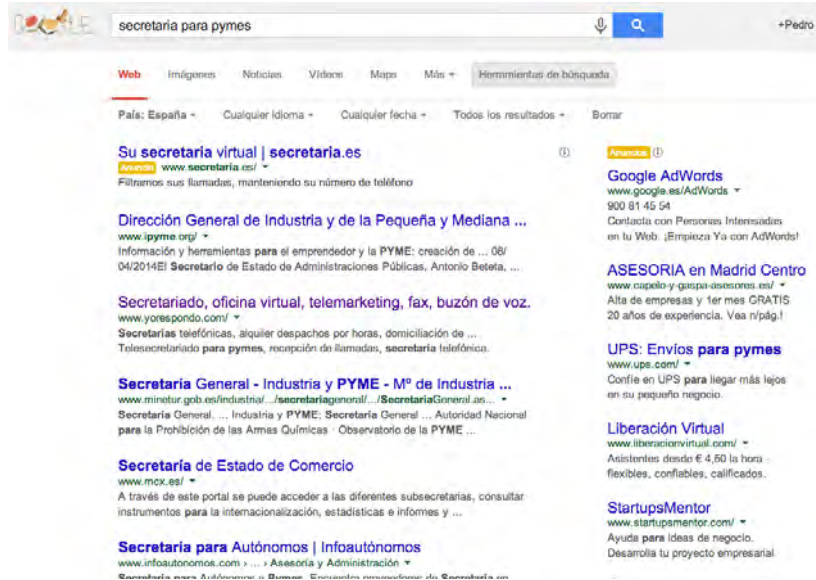 secretaria para pymes
+Pedro
Web Imágenes Noticias Vídeos Maps Más Herramientas de búsqueda
País: España Cualquier idioma Cualquier fecha Todos los resultados Borrar
Su secretaria virtual | secretaria.es
Anuncio www.secretaria.es/
Filtramos sus llamadas, manteniendo su número de teléfono
Dirección General de Industria y de la Pequeña y Mediana ...
www.ipyme.org/
Información y herramientas para el emprendedor y la PYME: creación de ... 08/
04/2014El Secretario de Estado de Administraciones Públicas, Antonio Beteta, ...
Secretariado, oficina virtual, telemarketing, fax, buzón de voz.
www.yorespondo.com/
Secretarias telefónicas, alquiler despachos por horas, domiciliación de ...
Telesecretariado para pymes, recepción de llamadas, secretaria telefónica.
Secretaría General - Industria y PYME - Mº de Industria ...
www.minetur.gob.es/industria/.../secretariageneral/.../SecretariaGeneral.as...
Secretaría General. ... Industria y PYME; Secretaría General ... Autoridad Nacional
para la Prohibición de las Armas Químicas · Observatorio de la PYME ...
Secretaría de Estado de Comercio
www.mcx.es/
A través de este portal se puede acceder a las diferentes subsecretarias, consultar
instrumentos para la internacionalización, estadísticas e informes y ...
Secretaría para Autónomos | Infoautónomos
www.infoautonomos.com › ... › Asesoría y Administración
Secretaria para Autónomos y Pymes. Encuentra proveedores de Secretaria en
Anuncios
Google AdWords
www.google.es/AdWords
900 81 45 54
Contacta con Personas Interesadas
en tu Web. ¡Empieza Ya con AdWords!
ASESORIA en Madrid Centro
www.capelo-y-gaspa-asesores.es/
Alta de empresas y 1er mes GRATIS
20 años de experiencia. Vea n/pág.!
UPS: Envíos para pymes
www.ups.com/
Confíe en UPS para llegar más lejos
en su pequeño negocio.
Liberación Virtual
www.liberacionvirtual.com/
Asistentes desde € 4,50 la hora -
flexibles, confiables, calificados.
StartupsMentor
www.startupsmentor.com/
Ayuda para ideas de negocio.
Desarrolla tu proyecto empresarial